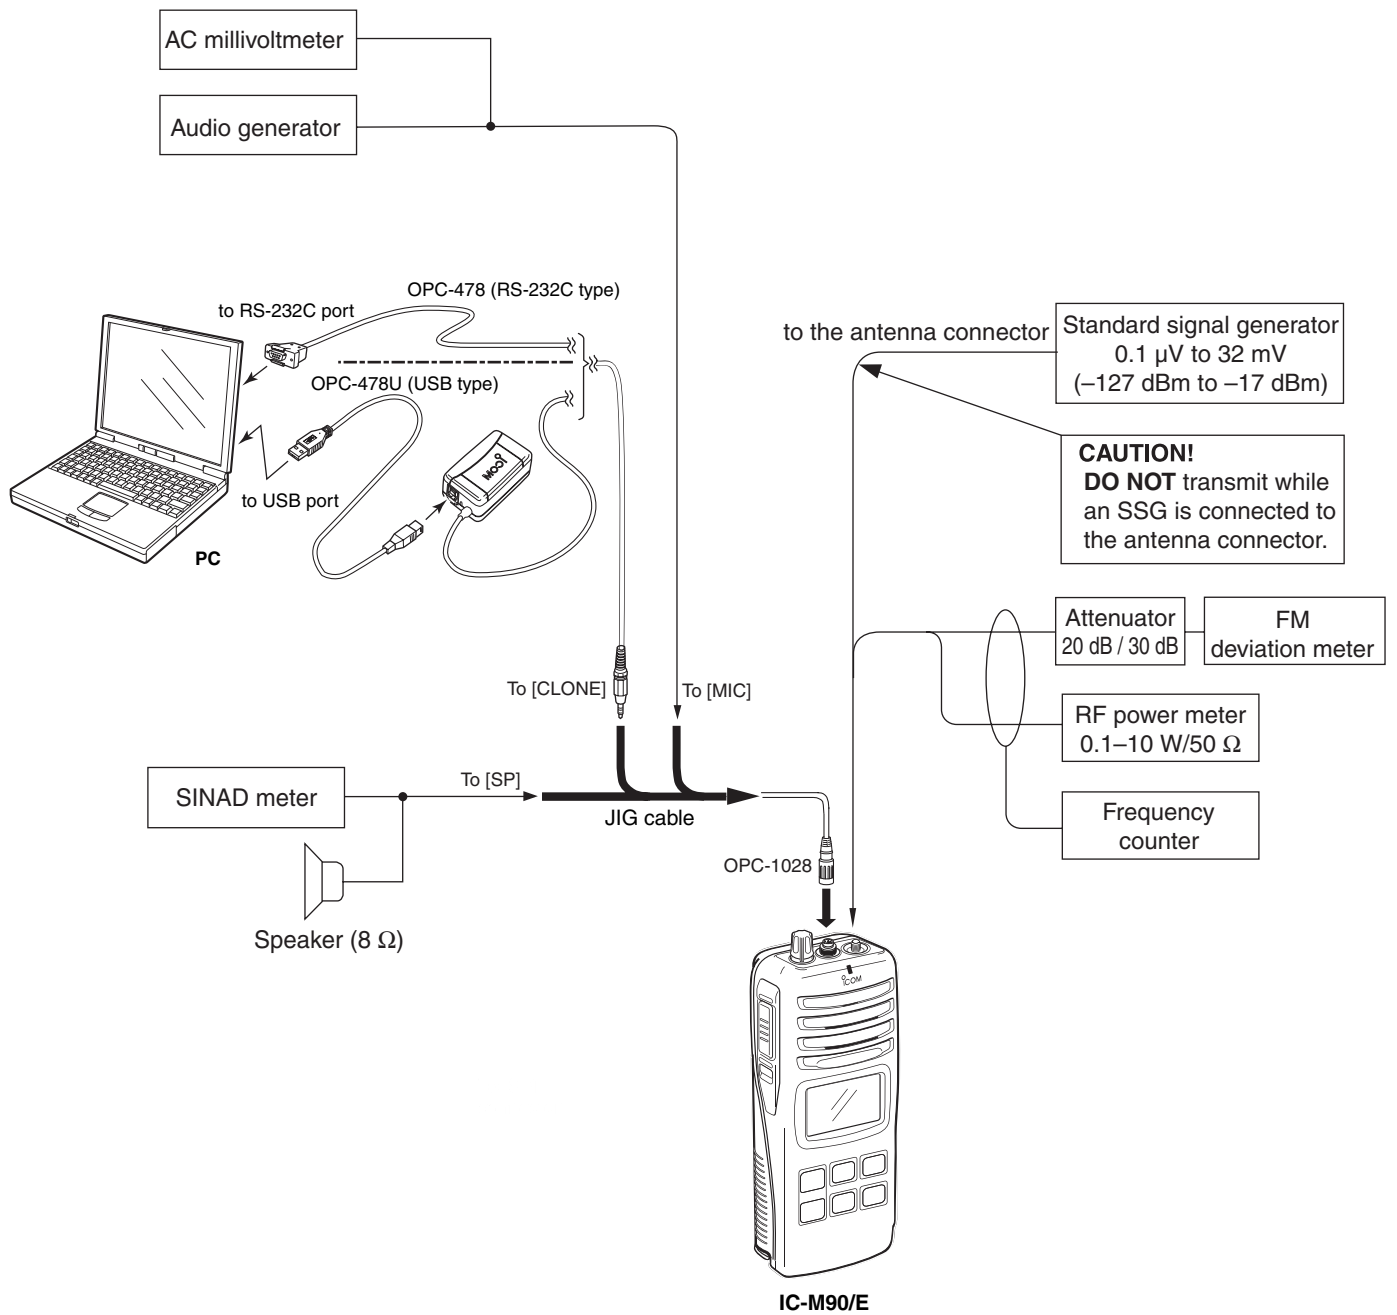 AC millivoltmeter
Audio generator
OPC-478 (RS-232C type)
to RS-232C port
OPC-478U (USB type)
ICOM
to USB port
PC
to the antenna connector
Standard signal generator
0.1 µV to 32 mV
(–127 dBm to –17 dBm)
CAUTION!
DO NOT transmit while
an SSG is connected to
the antenna connector.
Attenuator
20 dB / 30 dB
FM
deviation meter
To [CLONE]
To [MIC]
RF power meter
0.1–10 W/50 Ω
SINAD meter
To [SP]
JIG cable
Frequency
counter
OPC-1028
Speaker (8 Ω)
ICOM
IC-M90/E